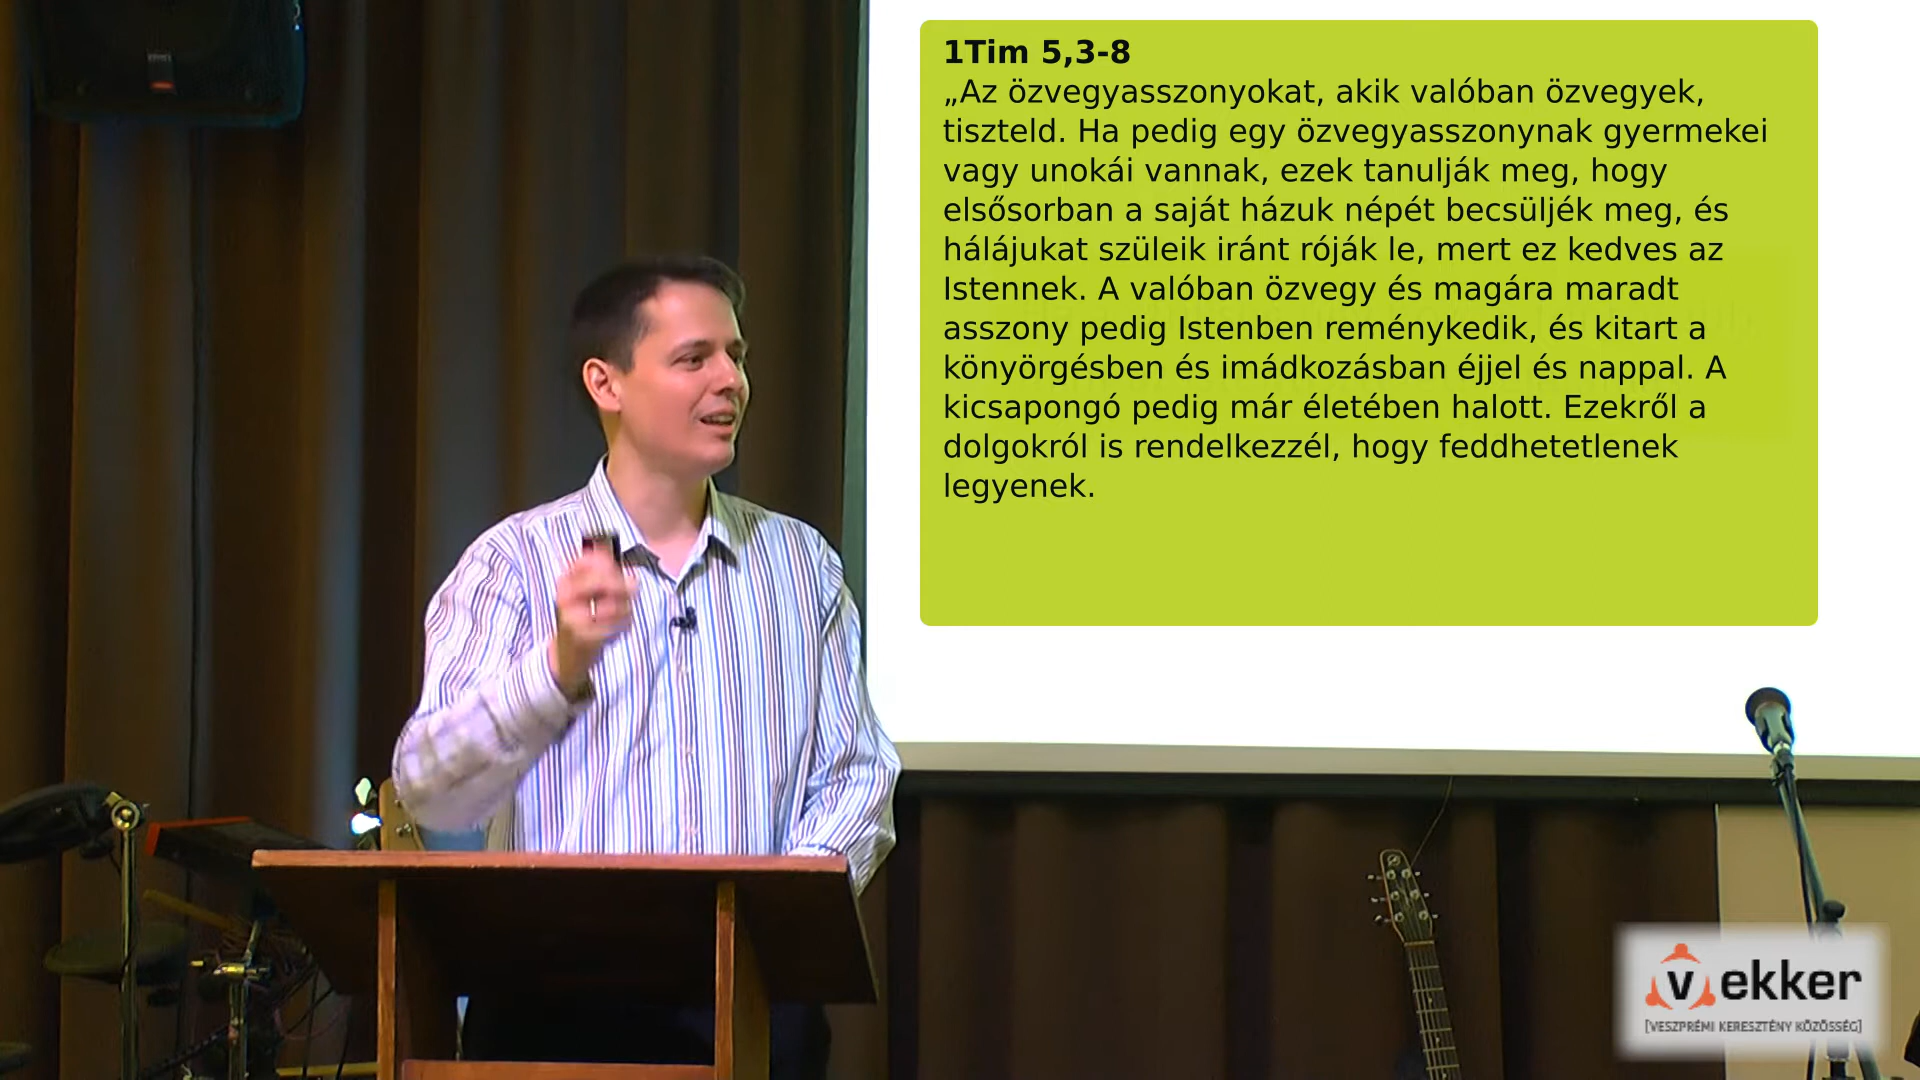 1Tim 5,3-8
„Az özvegyasszonyokat, akik valóban özvegyek,
tiszteld. Ha pedig egy özvegyasszonynak gyermekei
vagy unokái vannak, ezek tanulják meg, hogy
elsősorban a saját házuk népét becsüljék meg, és
hálájukat szüleik iránt róják le, mert ez kedves az
Istennek. A valóban özvegy és magára maradt
asszony pedig Istenben reménykedik, és kitart a
könyörgésben és imádkozásban éjjel és nappal. A
kicsapongó pedig már életében halott. Ezekről a
dolgokról is rendelkezzél, hogy feddhetetlenek
legyenek.
vekker
[VESZPRÉMI KERESZTÉNY KÖZÖSSÉG]